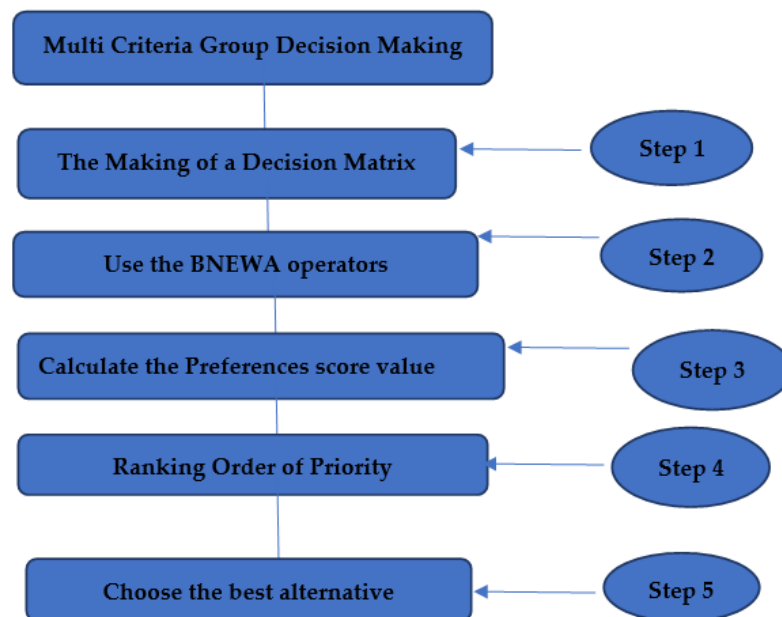 Multi Criteria Group Decision Making
The Making of a Decision Matrix
Step 1
Use the BNEWA operators
Step 2
Calculate the Preferences score value
Step 3
Ranking Order of Priority
Step 4
Choose the best alternative
Step 5